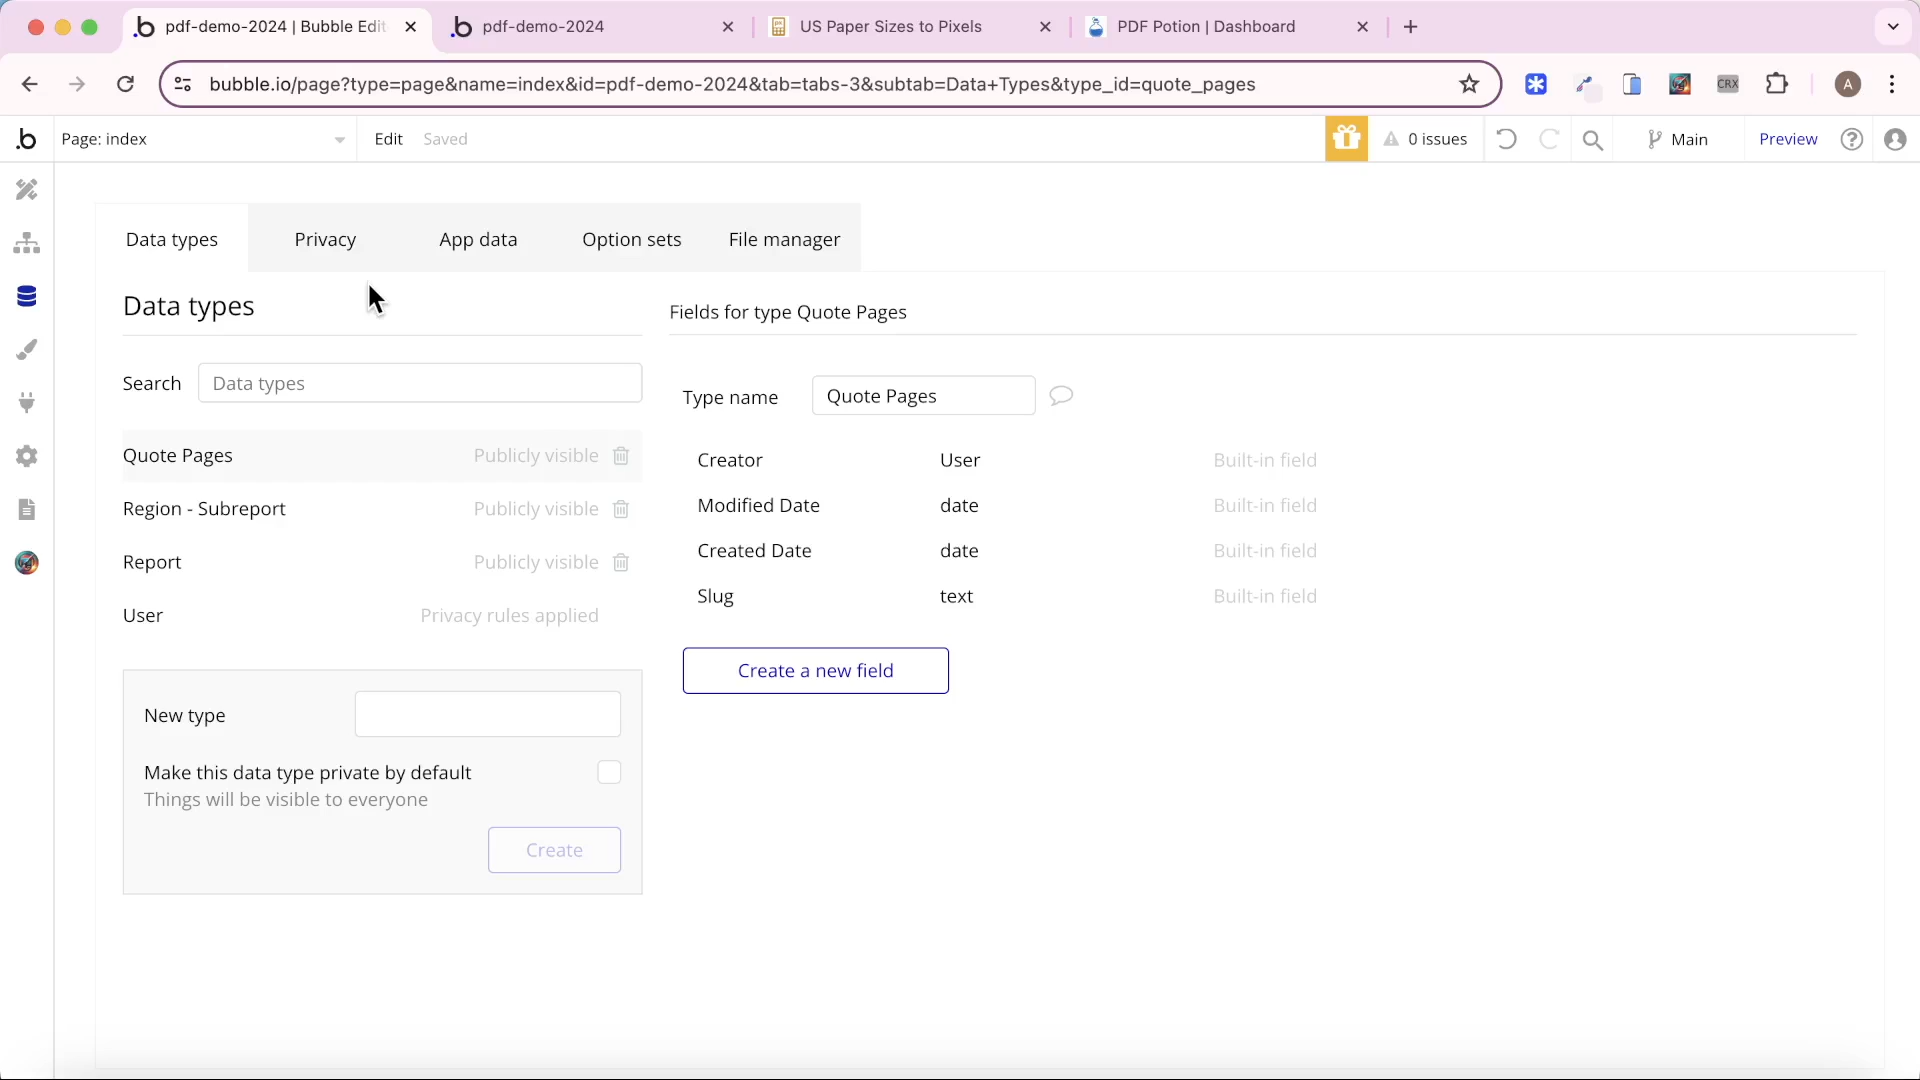 pdf-demo-2024 | Bubble Edit
pdf-demo-2024
US Paper Sizes to Pixels
PDF Potion | Dashboard
bubble.io/page?type=page&name=index&id=pdf-demo-2024&tab=tabs-3&subtab=Data+Types&type_id=quote_pages
CRX
A
b Page: index
Edit
Saved
0 issues
Main
Preview
Data types
Privacy
App data
Option sets
File manager
Data types
Search
Data types
Quote Pages
Publicly visible
Region - Subreport
Publicly visible
Report
Publicly visible
User
Privacy rules applied
New type
Make this data type private by default
Things will be visible to everyone
Create
Fields for type Quote Pages
Type name
Quote Pages
Creator
User
Built-in field
Modified Date
date
Built-in field
Created Date
date
Built-in field
Slug
text
Built-in field
Create a new field